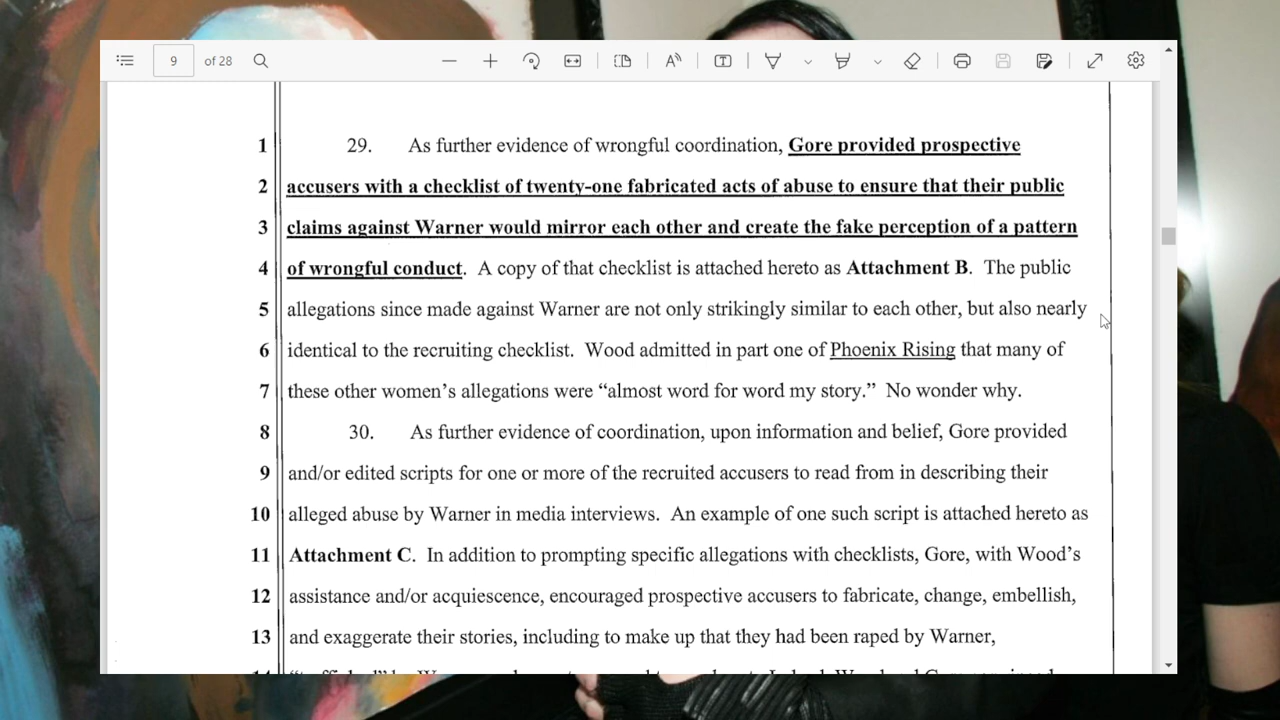 9 of 28
1 29. As further evidence of wrongful coordination, Gore provided prospective
2 accusers with a checklist of twenty-one fabricated acts of abuse to ensure that their public
3 claims against Warner would mirror each other and create the fake perception of a pattern
4 of wrongful conduct. A copy of that checklist is attached hereto as Attachment B. The public
5 allegations since made against Warner are not only strikingly similar to each other, but also nearly
6 identical to the recruiting checklist. Wood admitted in part one of Phoenix Rising that many of
7 these other women's allegations were “almost word for word my story.” No wonder why.
8 30. As further evidence of coordination, upon information and belief, Gore provided
9 and/or edited scripts for one or more of the recruited accusers to read from in describing their
10 alleged abuse by Warner in media interviews. An example of one such script is attached hereto as
11 Attachment C. In addition to prompting specific allegations with checklists, Gore, with Wood's
12 assistance and/or acquiescence, encouraged prospective accusers to fabricate, change, embellish,
13 and exaggerate their stories, including to make up that they had been raped by Warner,